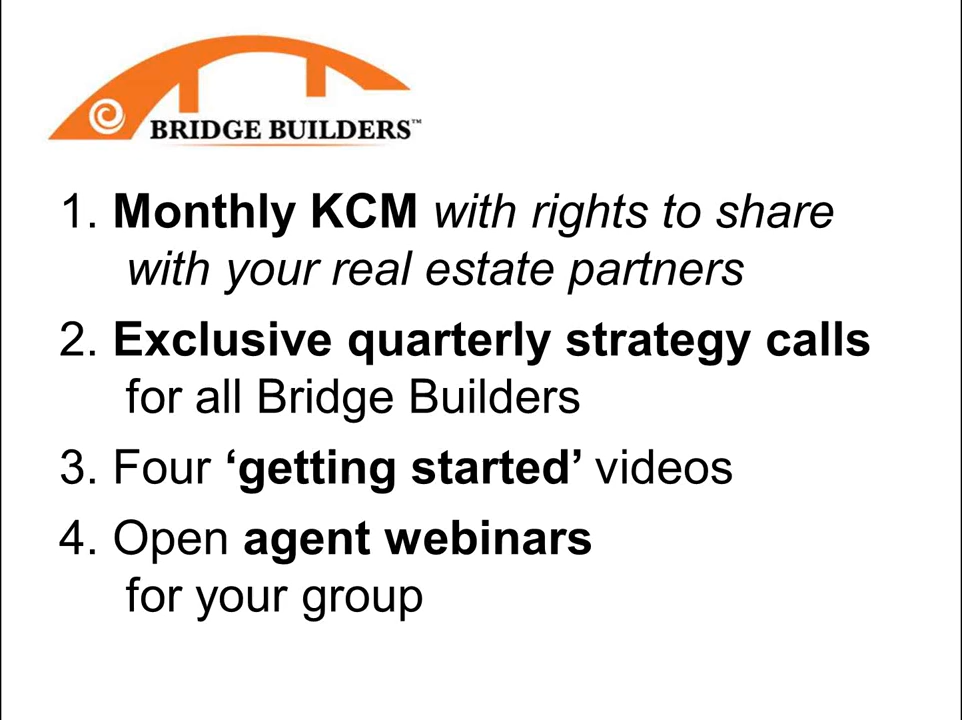 BRIDGE BUILDERS™
1. Monthly KCM with rights to share
with your real estate partners
2. Exclusive quarterly strategy calls
for all Bridge Builders
3. Four ‘getting started’ videos
4. Open agent webinars
for your group